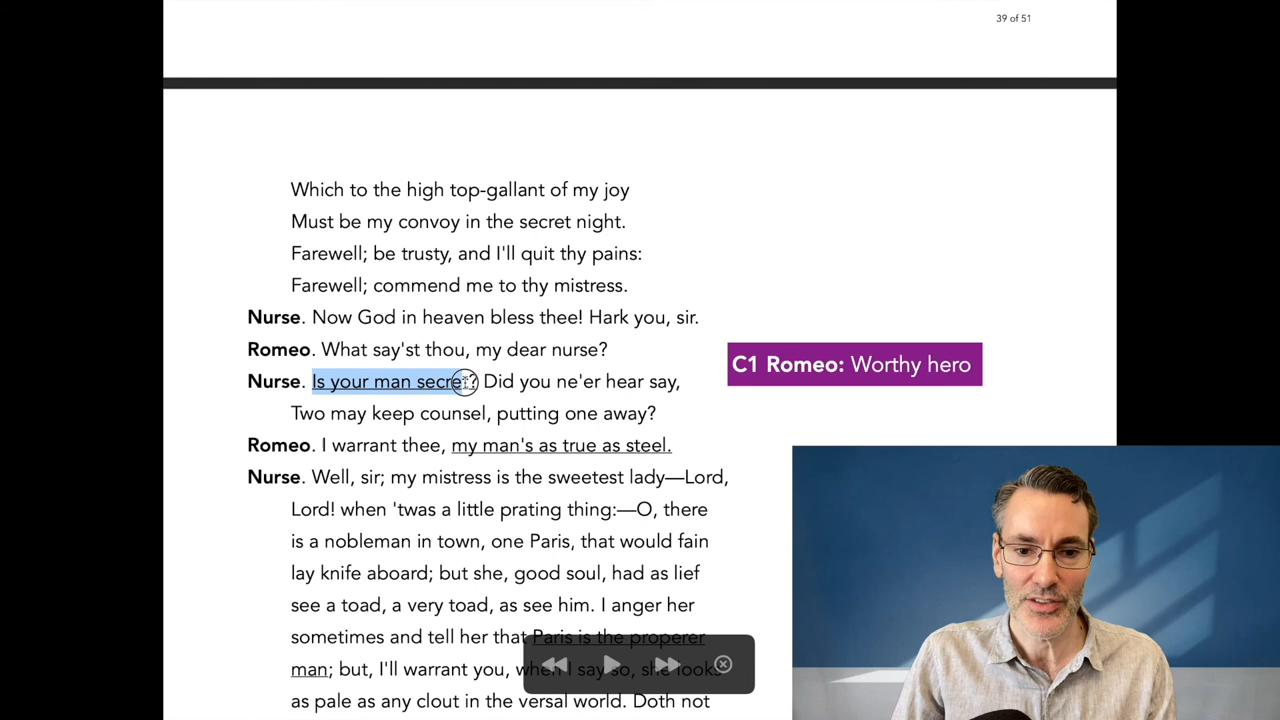 39 of 51
Which to the high top-gallant of my joy
Must be my convoy in the secret night.
Farewell; be trusty, and I'll quit thy pains:
Farewell; commend me to thy mistress.
Nurse. Now God in heaven bless thee! Hark you, sir.
Romeo. What say'st thou, my dear nurse?
C1 Romeo: Worthy hero
Nurse. Is your man secret? Did you ne'er hear say,
Two may keep counsel, putting one away?
Romeo. I warrant thee, my man's as true as steel.
Nurse. Well, sir; my mistress is the sweetest lady—Lord,
Lord! when 'twas a little prating thing:—O, there
is a nobleman in town, one Paris, that would fain
lay knife aboard; but she, good soul, had as lief
see a toad, a very toad, as see him. I anger her
sometimes and tell her that Paris is the properer
man; but, I'll warrant you, when I say so, she looks
as pale as any clout in the versal world. Doth not